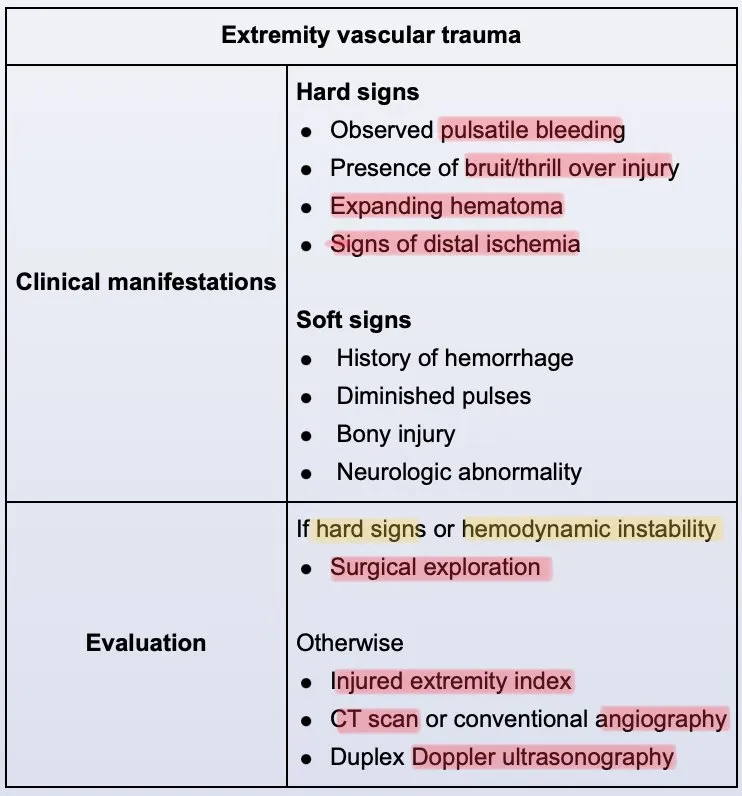 Extremity vascular trauma
Clinical manifestations
Hard signs
• Observed pulsatile bleeding
• Presence of bruit/thrill over injury
• Expanding hematoma
• Signs of distal ischemia
Soft signs
• History of hemorrhage
• Diminished pulses
• Bony injury
• Neurologic abnormality
Evaluation
If hard signs or hemodynamic instability
• Surgical exploration
Otherwise
• Injured extremity index
• CT scan or conventional angiography
• Duplex Doppler ultrasonography